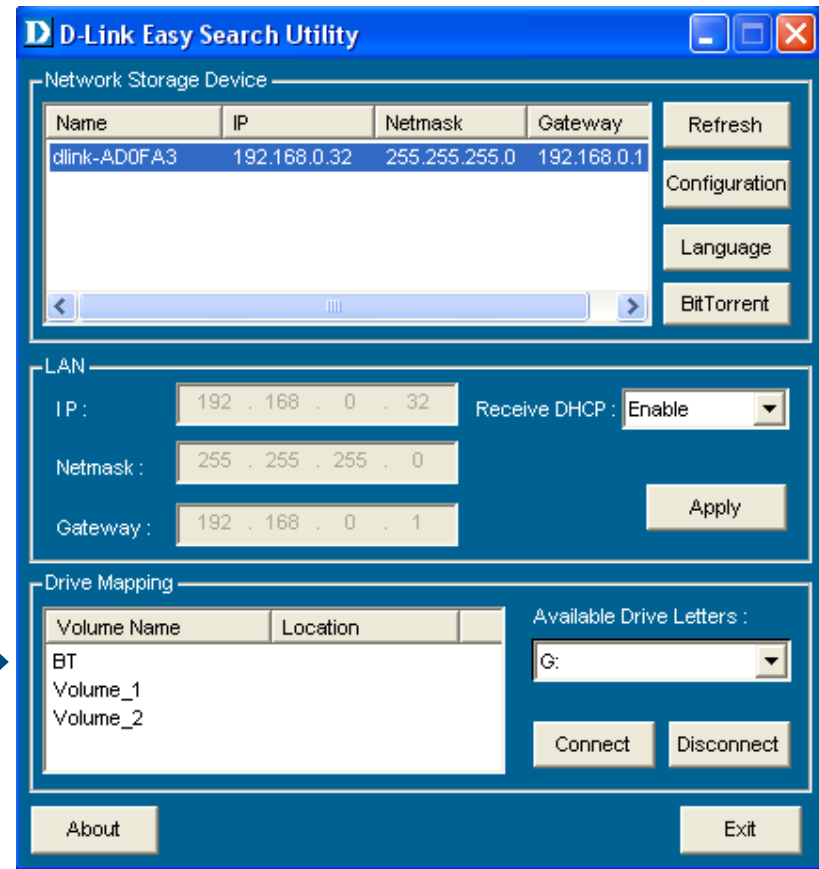 D D-Link Easy Search Utility
Network Storage Device
Name IP Netmask Gateway
dlink-AD0FA3 192.168.0.32 255.255.255.0 192.168.0.1
Refresh
Configuration
Language
BitTorrent
LAN
IP : 192 . 168 . 0 . 32
Receive DHCP : Enable
Netmask : 255 . 255 . 255 . 0
Gateway : 192 . 168 . 0 . 1
Apply
Drive Mapping
Volume Name Location
BT
Volume_1
Volume_2
Available Drive Letters :
G:
Connect Disconnect
About Exit